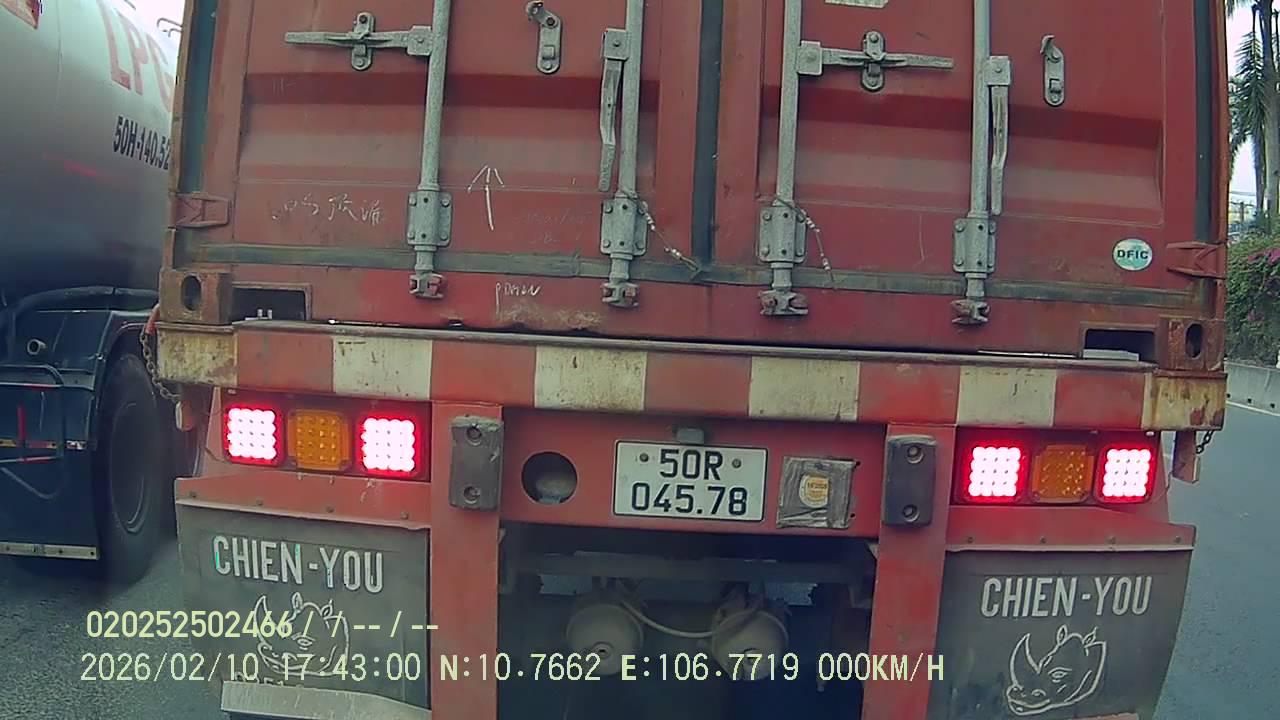 LPG
50H-140.52
DFIC
50R
045.78
CHIEN-YOU
CHIEN-YOU
020252502466 / / -- / --
2026/02/10 17:43:00 N:10.7662 E:106.7719 000KM/H